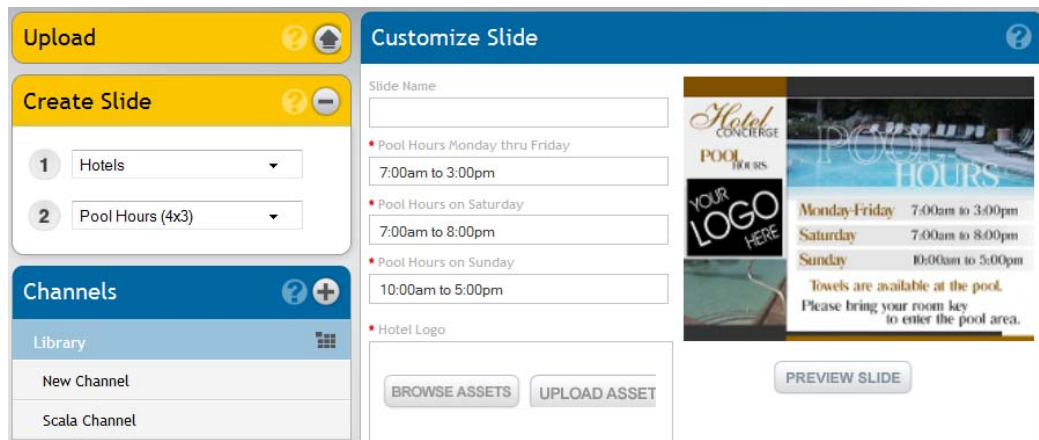 Upload
Create Slide
1 Hotels
2 Pool Hours (4x3)
Channels
Library
New Channel
Scala Channel
Customize Slide
Slide Name
* Pool Hours Monday thru Friday
7:00am to 3:00pm
* Pool Hours on Saturday
7:00am to 8:00pm
* Pool Hours on Sunday
10:00am to 5:00pm
* Hotel Logo
BROWSE ASSETS UPLOAD ASSET
Hotel
CONCIERGE
POOL
HOURS
YOUR
LOGO
HERE
POOL
HOURS
Monday-Friday 7:00am to 3:00pm
Saturday 7:00am to 8:00pm
Sunday 10:00am to 5:00pm
Towels are available at the pool.
Please bring your room key
to enter the pool area.
PREVIEW SLIDE